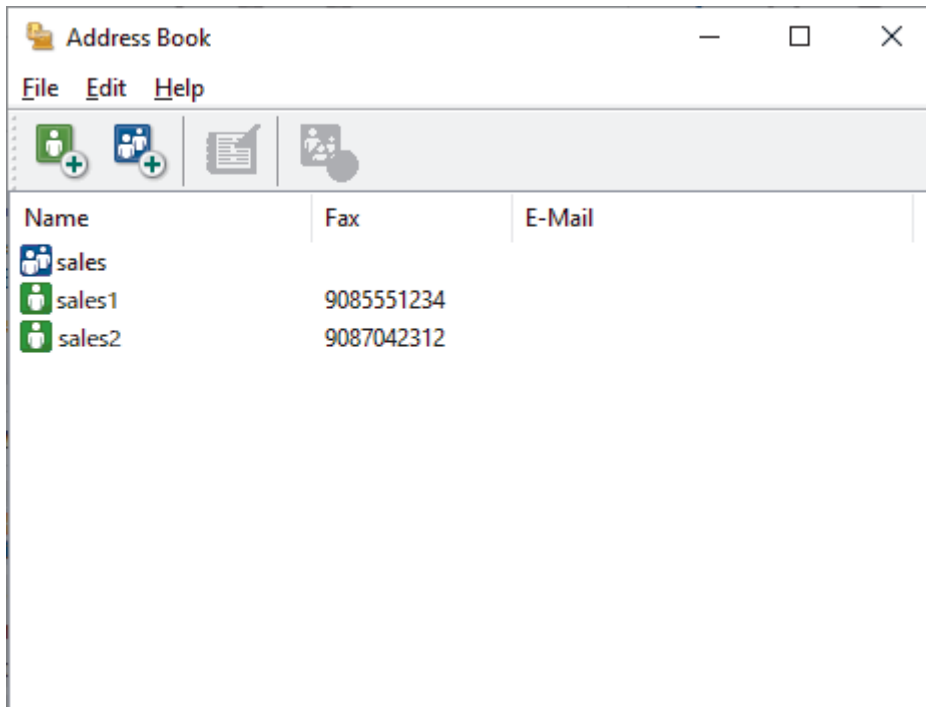 Address Book
File Edit Help
Name Fax E-Mail
sales
sales1 9085551234
sales2 9087042312